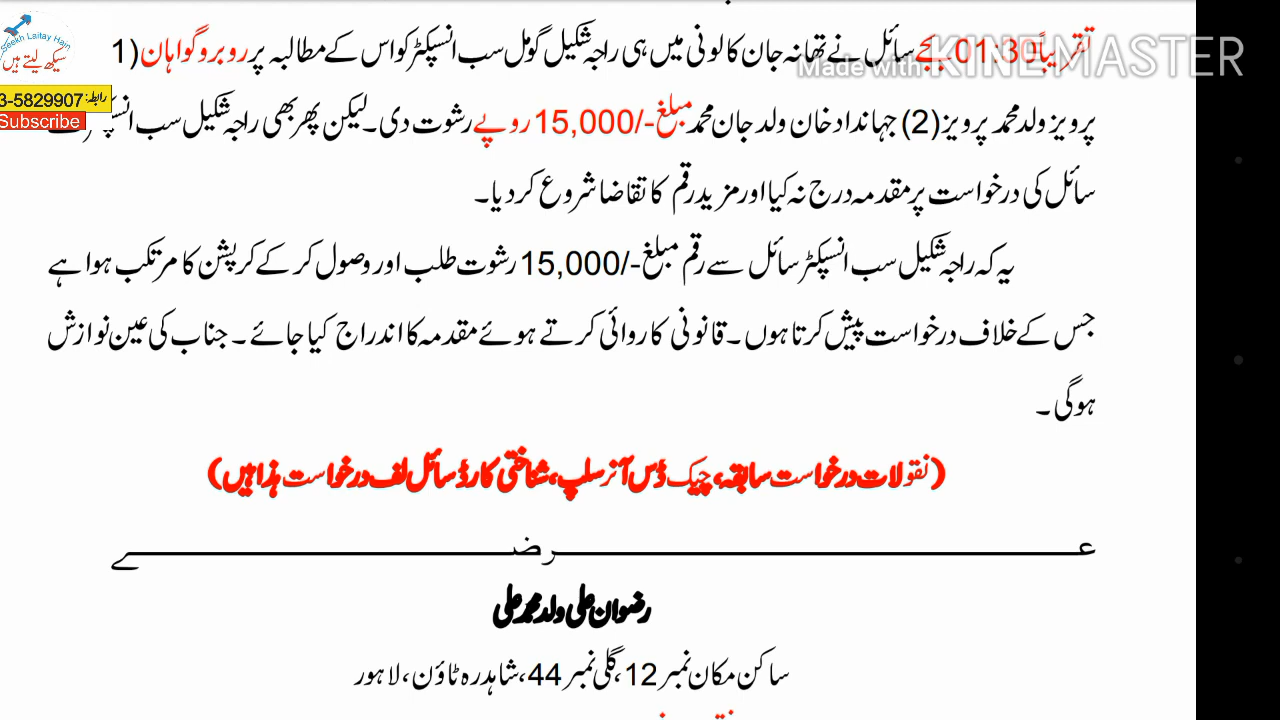 تقریباً 01:30 بجے سائل نے تھانہ جان کالونی میں ہی راجہ شکیل گومل سب انسپکٹر کو اس کے مطالبہ پر روبرو گواہان (1
پرویز ولد محمد پرویز (2) جہانداد خان ولد جان محمد مبلغ -/15,000 روپے رشوت دی۔ لیکن پھر بھی راجہ شکیل سب
سائل کی درخواست پر مقدمہ درج نہ کیا اور مزید رقم کا تقاضا شروع کر دیا۔
یہ کہ راجہ شکیل سب انسپکٹر سائل سے رقم مبلغ -/15,000 رشوت طلب اور وصول کر کے کرپشن کا مرتکب ہوا ہے
جس کے خلاف درخواست پیش کرتا ہوں۔ قانونی کاروائی کرتے ہوئے مقدمہ کا اندراج کیا جائے۔ جناب کی عین نوازش
ہوگی۔
(نقولات درخواست سابقہ، چیک ڈس آنر سلپ، شناختی کارڈ سائل لف درخواست ہذا ہیں)
عـــــــرضـــــــے
رضوان علی ولد محمد علی
ساکن مکان نمبر 12، گلی نمبر 44، شاہدرہ ٹاؤن، لاہور
Made with KINEMASTER
Seekh Laitay Hain
سیکھ لیتے ہیں
رابطہ: 3-5829907
Subscribe